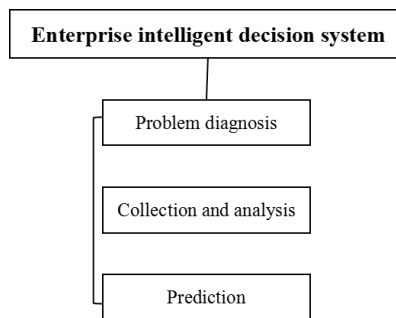 Enterprise intelligent decision system
Problem diagnosis
Collection and analysis
Prediction